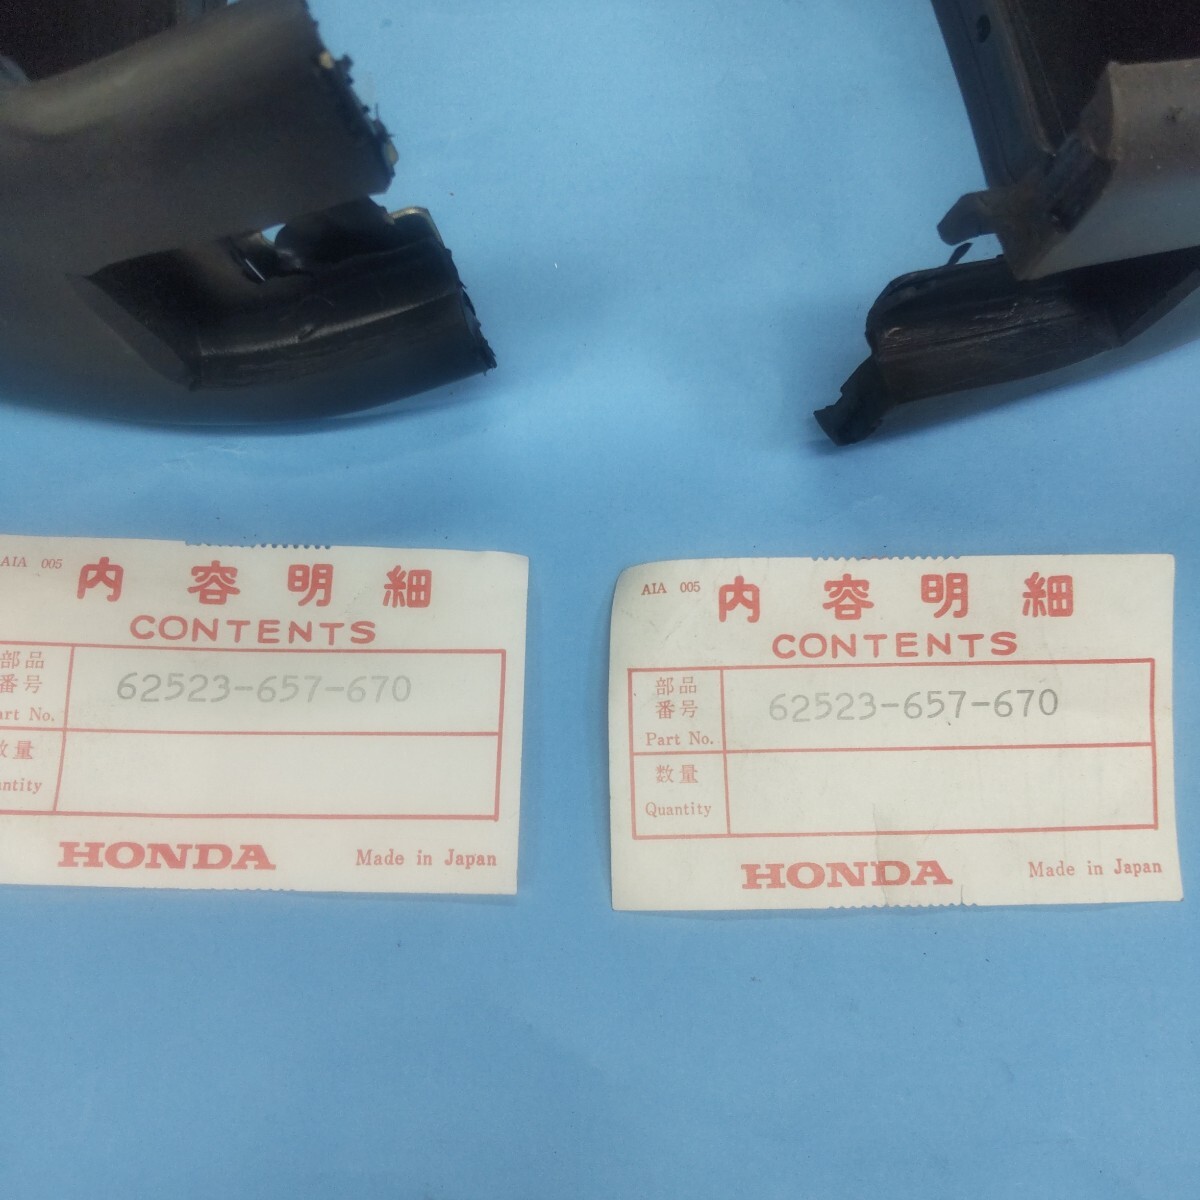 AIA 005
内容明細
CONTENTS
部品
番号
art No.
62523-657-670
数量
ntity
HONDA
Made in Japan
AIA 005
内容明細
CONTENTS
部品
番号
Part No.
62523-657-670
数量
Quantity
HONDA
Made in Japan